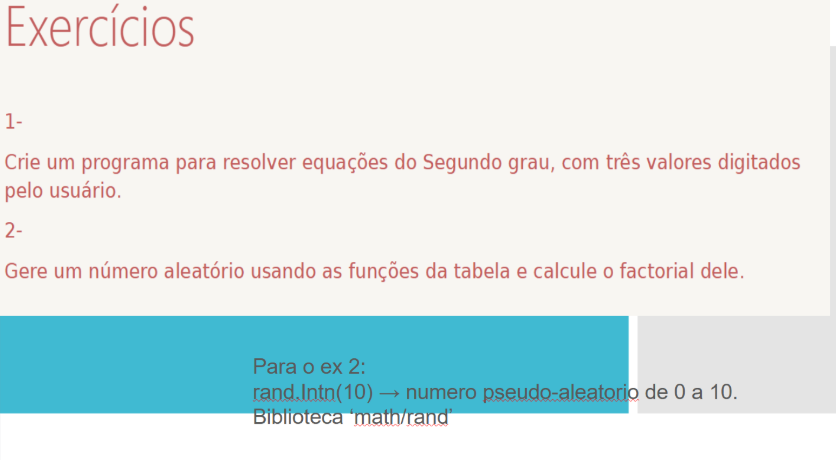 Exercícios
1-
Crie um programa para resolver equações do Segundo grau, com três valores digitados
pelo usuário.
2-
Gere um número aleatório usando as funções da tabela e calcule o factorial dele.
Para o ex 2:
rand.Intn(10) → numero pseudo-aleatorio de 0 a 10.
Biblioteca ‘math/rand’